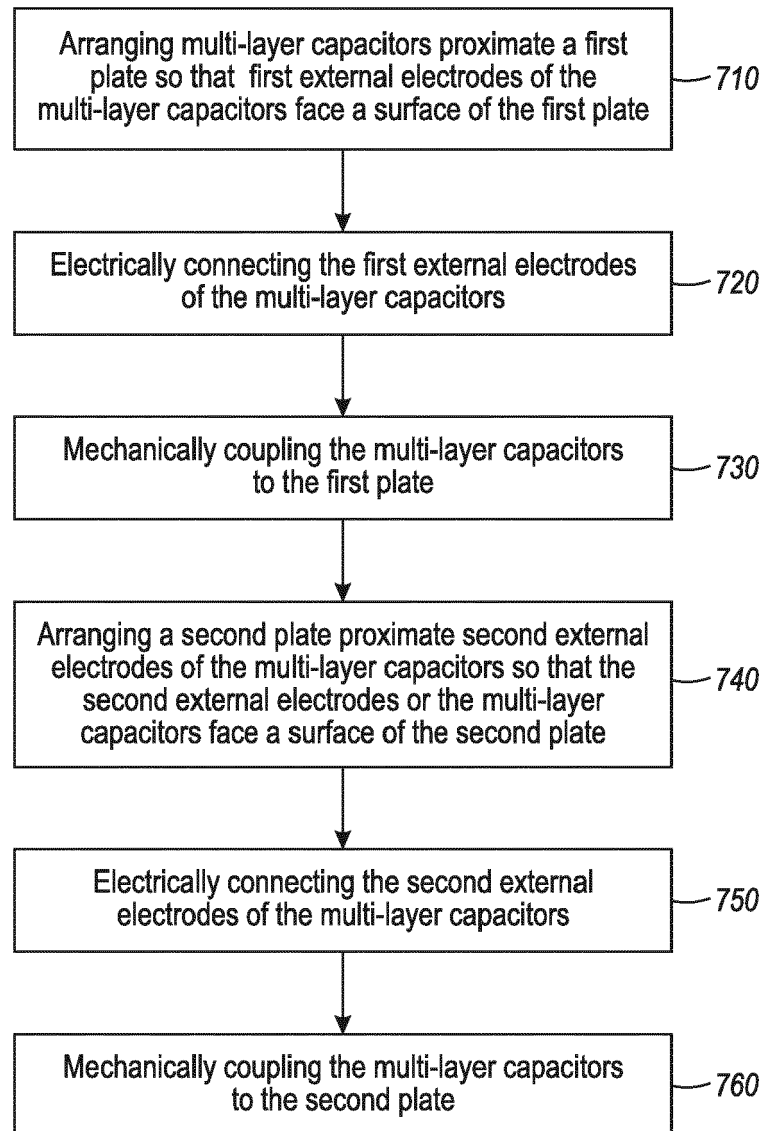 Arranging multi-layer capacitors proximate a first
plate so that first external electrodes of the
multi-layer capacitors face a surface of the first plate
710
Electrically connecting the first external electrodes
of the multi-layer capacitors
720
Mechanically coupling the multi-layer capacitors
to the first plate
730
Arranging a second plate proximate second external
electrodes of the multi-layer capacitors so that the
second external electrodes or the multi-layer
capacitors face a surface of the second plate
740
Electrically connecting the second external
electrodes of the multi-layer capacitors
750
Mechanically coupling the multi-layer capacitors
to the second plate
760